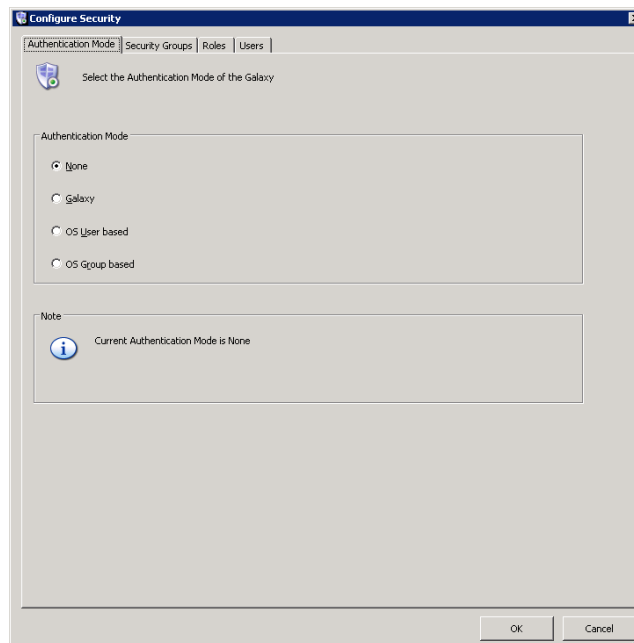 Configure Security
Authentication Mode Security Groups Roles Users
Select the Authentication Mode of the Galaxy
Authentication Mode
None
Galaxy
OS User based
OS Group based
Note
Current Authentication Mode is None
OK Cancel